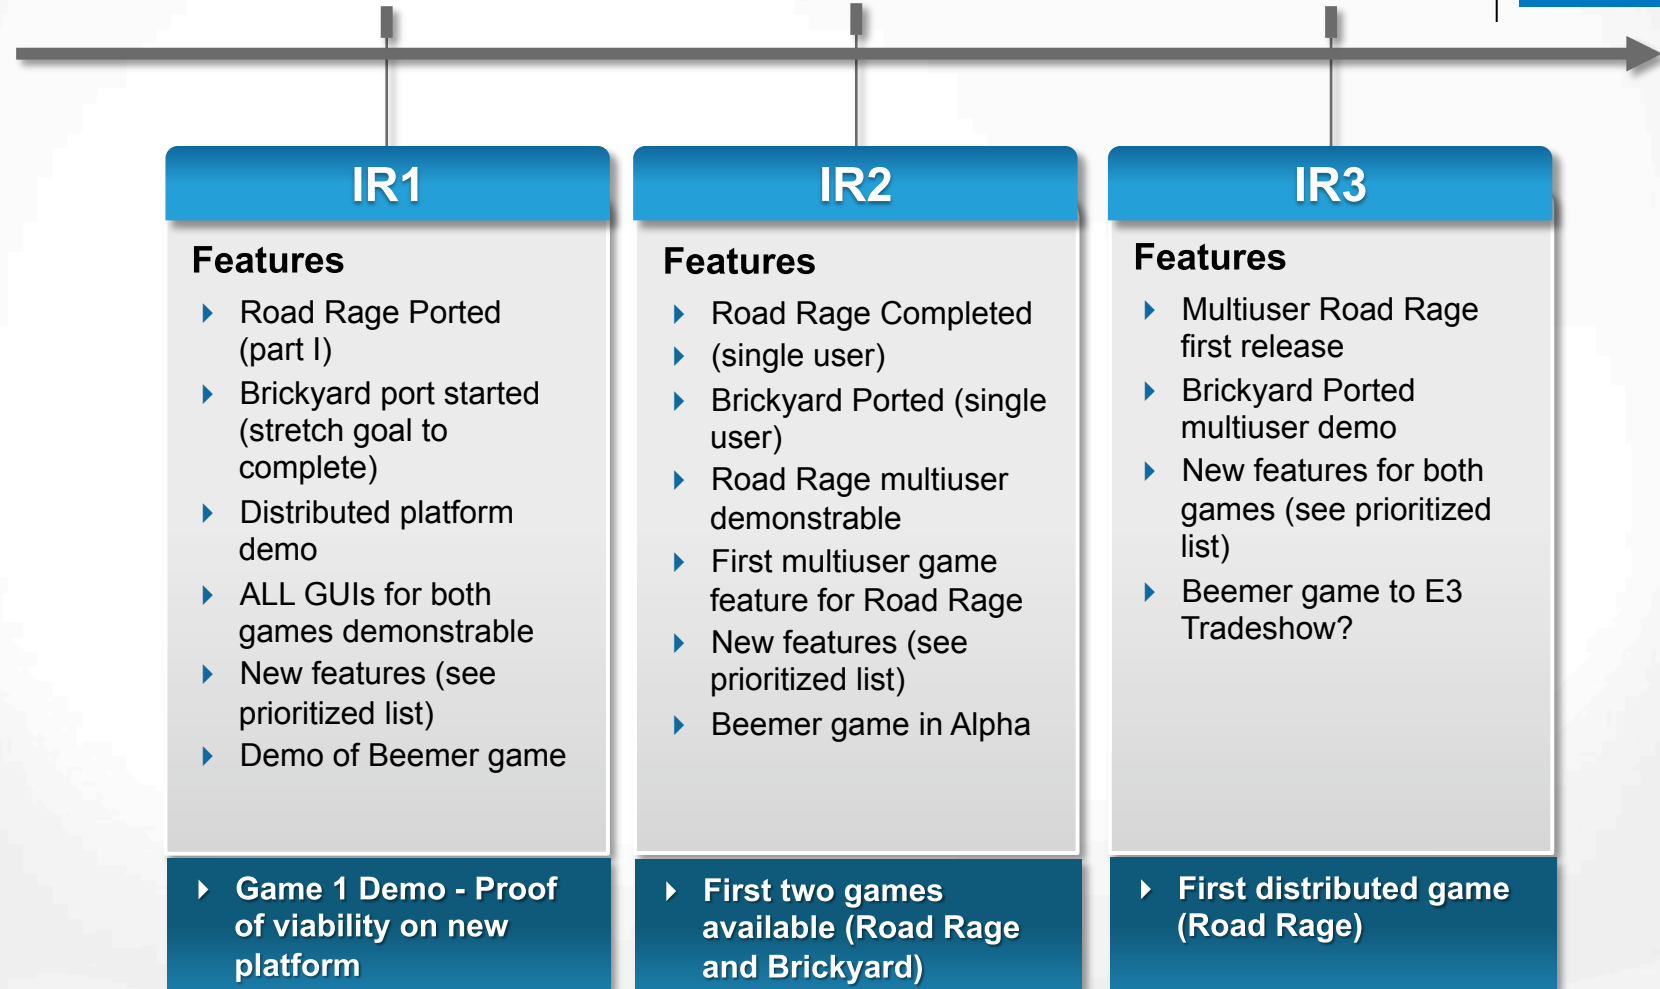 IR1
Features
Road Rage Ported
(part I)
Brickyard port started
(stretch goal to
complete)
Distributed platform
demo
ALL GUIs for both
games demonstrable
New features (see
prioritized list)
Demo of Beemer game
Game 1 Demo - Proof
of viability on new
platform
IR2
Features
Road Rage Completed
(single user)
Brickyard Ported (single
user)
Road Rage multiuser
demonstrable
First multiuser game
feature for Road Rage
New features (see
prioritized list)
Beemer game in Alpha
First two games
available (Road Rage
and Brickyard)
IR3
Features
Multiuser Road Rage
first release
Brickyard Ported
multiuser demo
New features for both
games (see prioritized
list)
Beemer game to E3
Tradeshow?
First distributed game
(Road Rage)